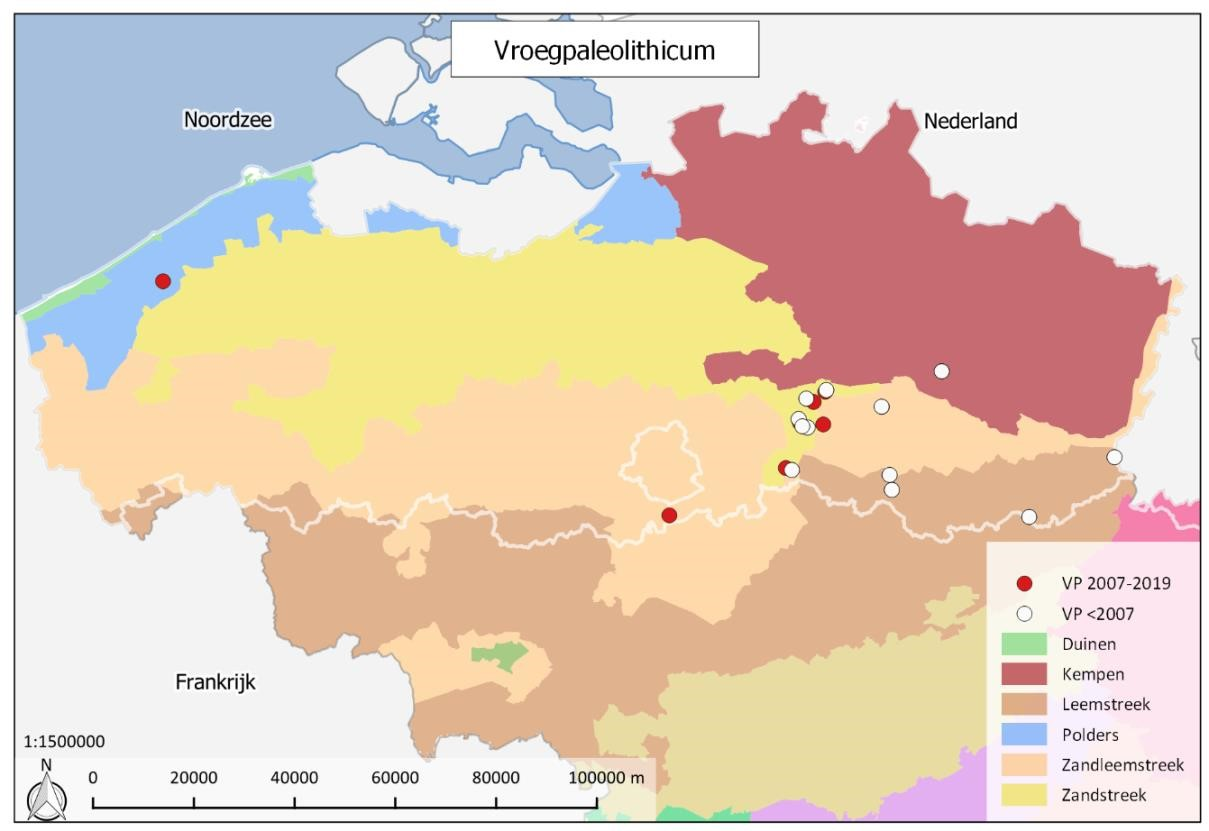 Vroegpaleolithicum
Noordzee
Nederland
Frankrijk
1:1500000
N
0 20000 40000 60000 80000 100000 m
VP 2007-2019
VP <2007
Duinen
Kempen
Leemstreek
Polders
Zandleemstreek
Zandstreek